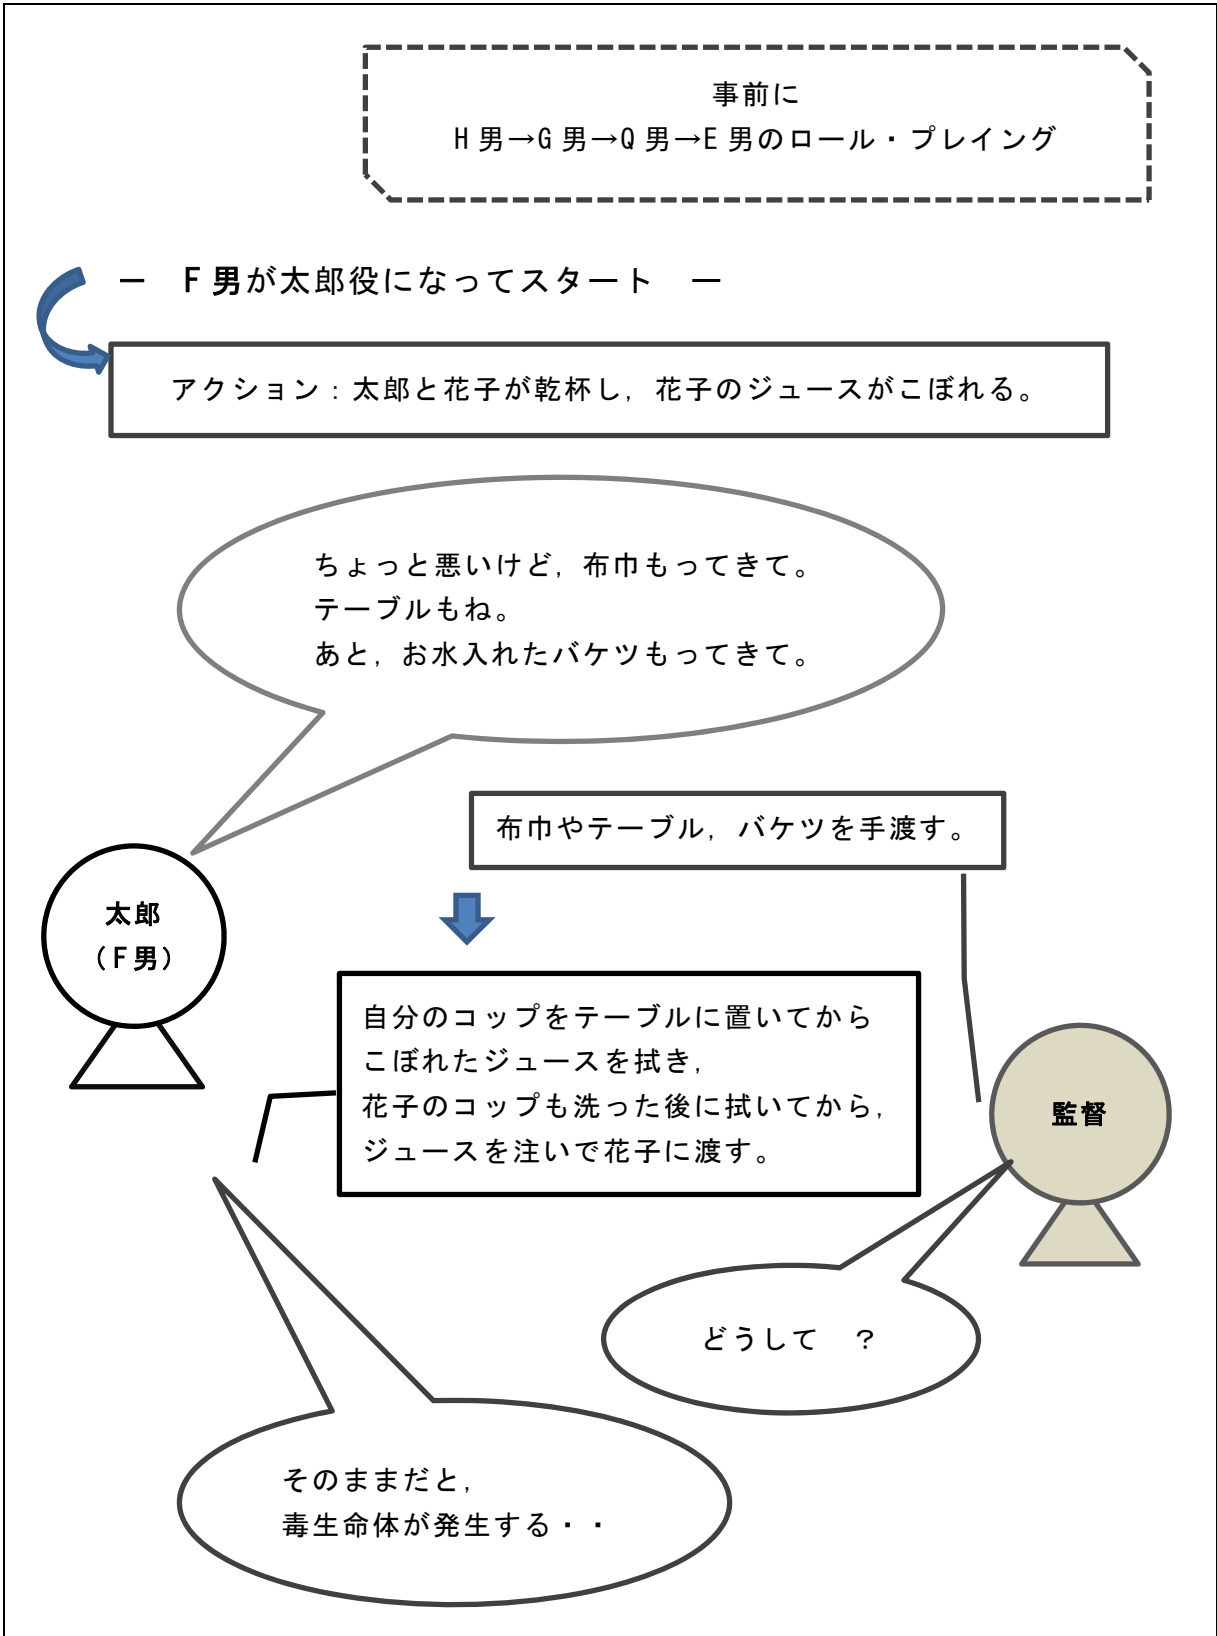 事前に
H男→G男→Q男→E男のロール・プレイング
― F男が太郎役になってスタート ―
アクション：太郎と花子が乾杯し，花子のジュースがこぼれる。
ちょっと悪いけど，布巾もってきて。
テーブルもね。
あと，お水入れたバケツもってきて。
布巾やテーブル，バケツを手渡す。
太郎
（F男）
自分のコップをテーブルに置いてから
こぼれたジュースを拭き，
花子のコップも洗った後に拭いてから，
ジュースを注いで花子に渡す。
監督
どうして　？
そのままだと，
毒生命体が発生する・・